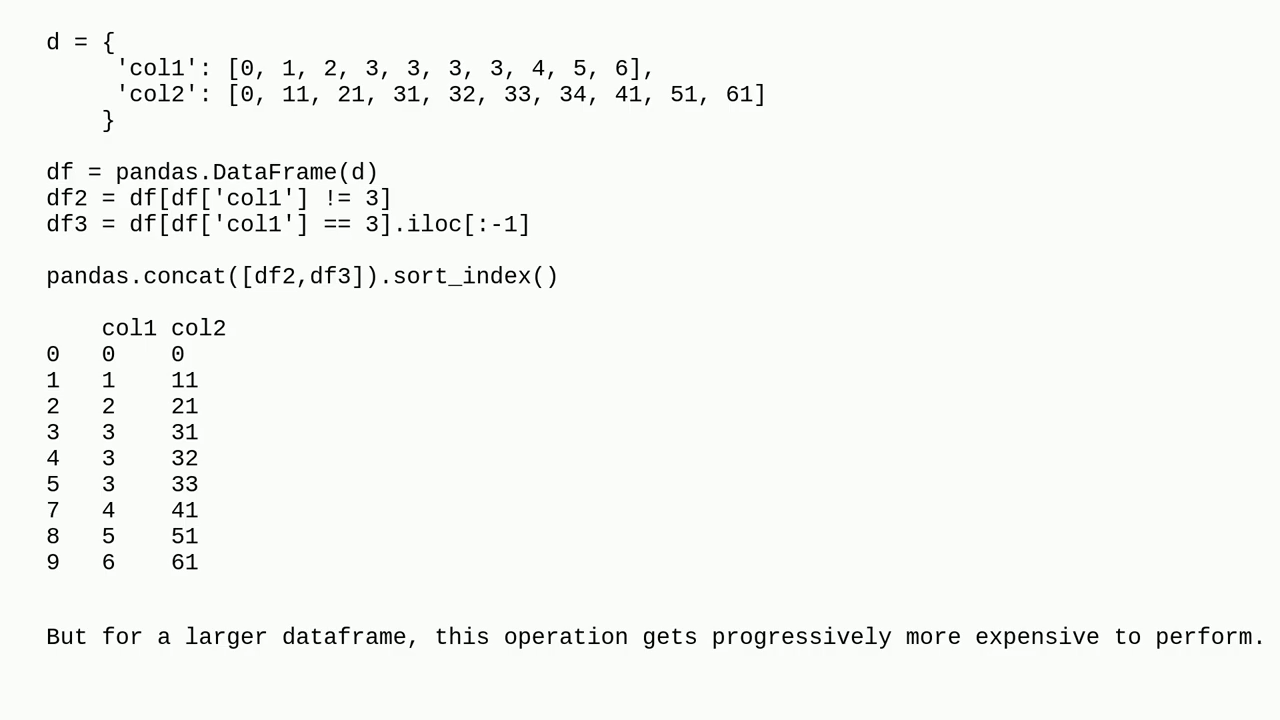 d = {
     'col1': [0, 1, 2, 3, 3, 3, 3, 4, 5, 6],
     'col2': [0, 11, 21, 31, 32, 33, 34, 41, 51, 61]
    }
df = pandas.DataFrame(d)
df2 = df[df['col1'] != 3]
df3 = df[df['col1'] == 3].iloc[:-1]
pandas.concat([df2,df3]).sort_index()
    col1 col2
0   0    0
1   1    11
2   2    21
3   3    31
4   3    32
5   3    33
7   4    41
8   5    51
9   6    61
But for a larger dataframe, this operation gets progressively more expensive to perform.